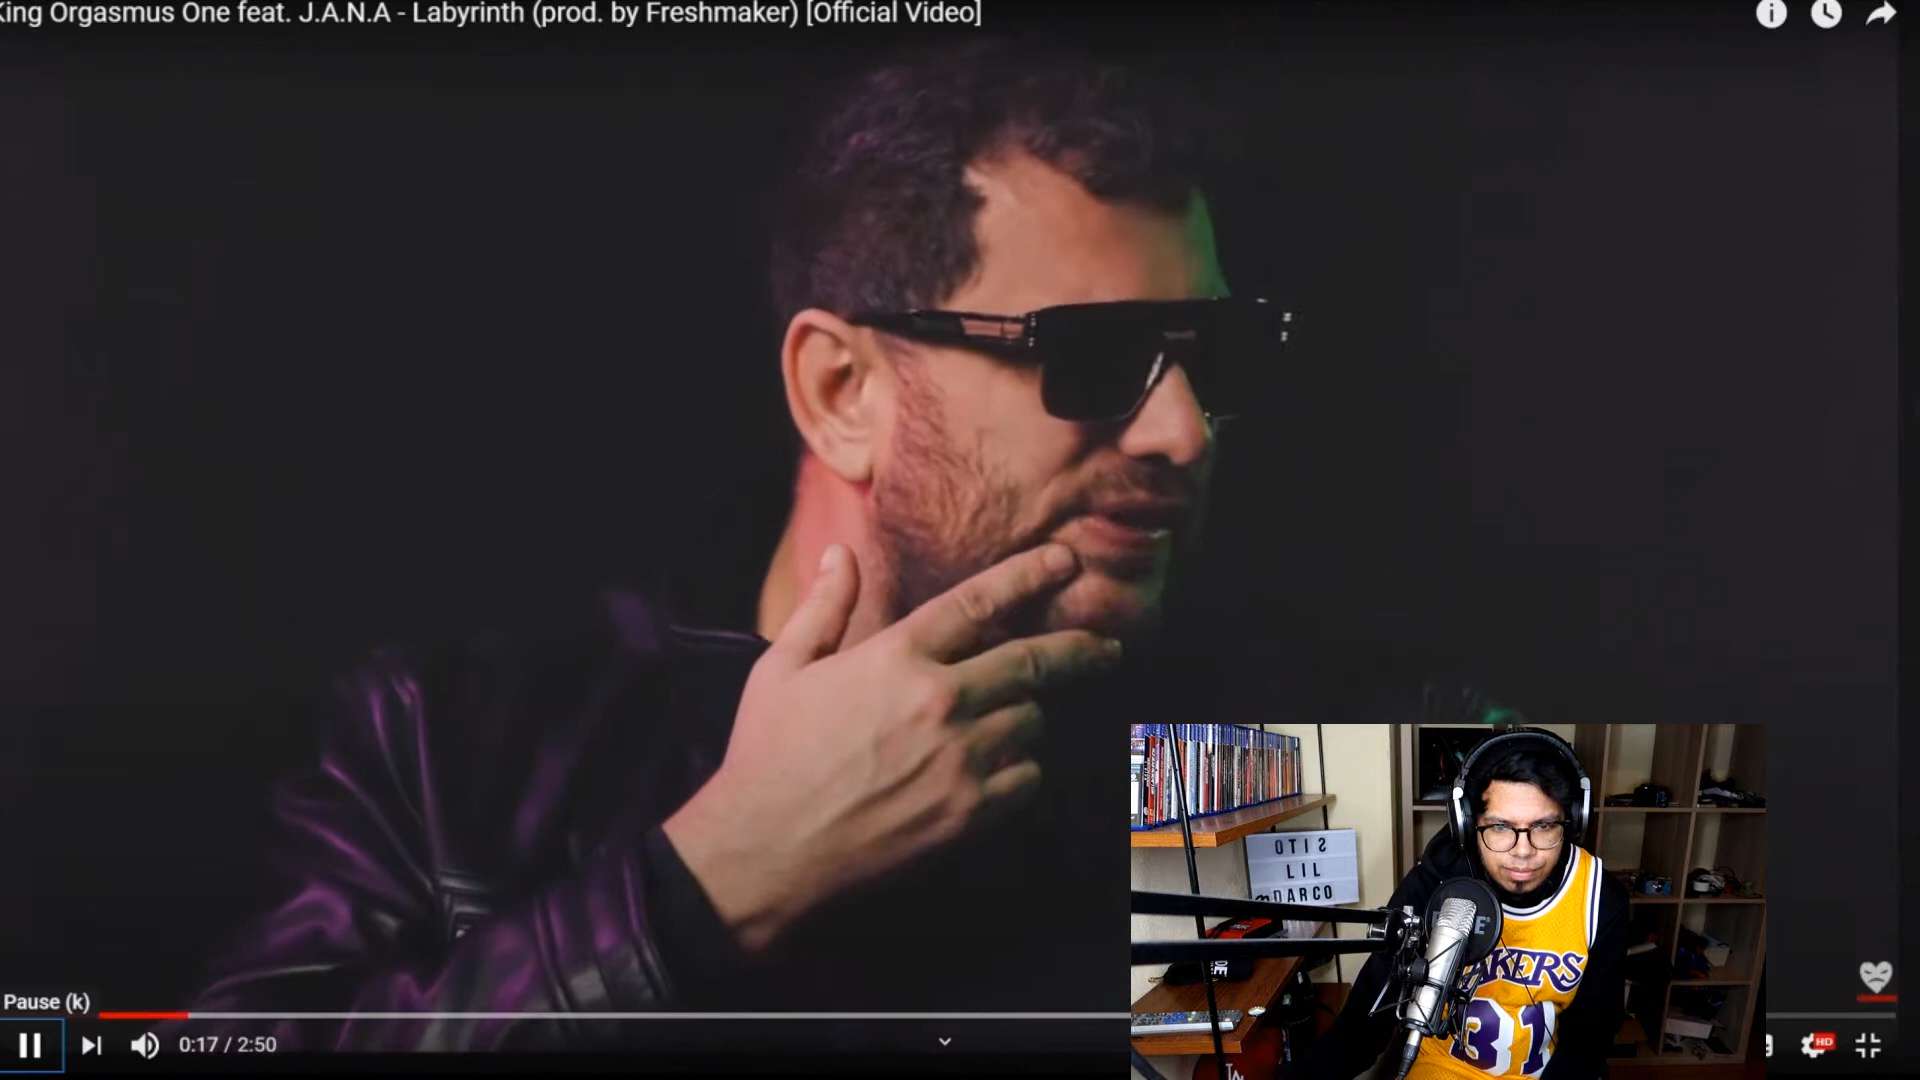 King Orgasmus One feat. J.A.N.A - Labyrinth (prod. by Freshmaker) [Official Video]
OTIS
LIL
DARCO
AKERS
31
Pause (k)
0:17 / 2:50
HD